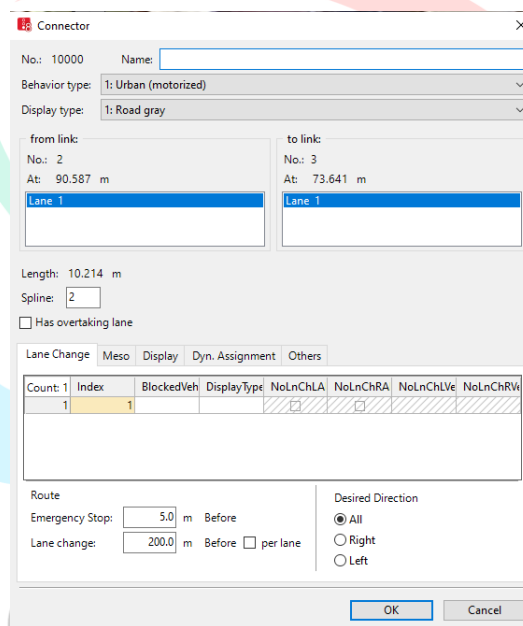 Connector
No.: 10000 Name:
Behavior type: 1: Urban (motorized)
Display type: 1: Road gray
from link:
No.: 2
At: 90.587 m
Lane 1
to link:
No.: 3
At: 73.641 m
Lane 1
Length: 10.214 m
Spline: 2
Has overtaking lane
Lane Change Meso Display Dyn. Assignment Others
Count: 1 Index BlockedVeh DisplayType NoLnChLA NoLnChRA NoLnChLVe NoLnChRVe
1 1
Route
Emergency Stop: 5.0 m Before
Lane change: 200.0 m Before per lane
Desired Direction
All
Right
Left
OK Cancel